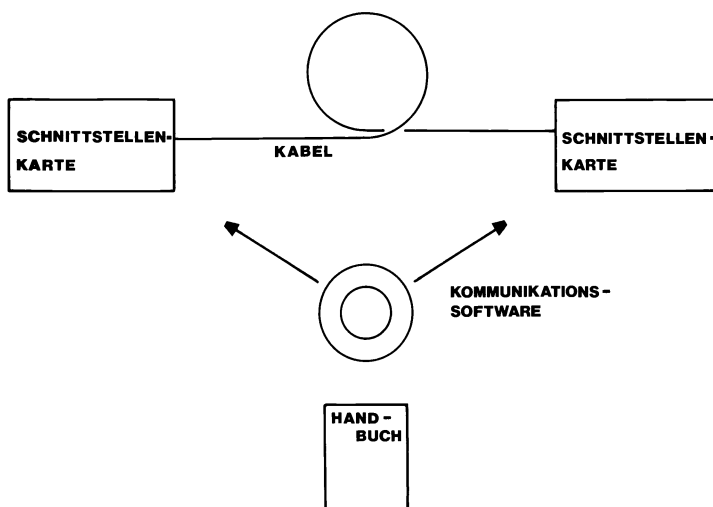 SCHNITTSTELLEN-
KARTE
KABEL
SCHNITTSTELLEN-
KARTE
KOMMUNIKATIONS-
SOFTWARE
HAND-
BUCH